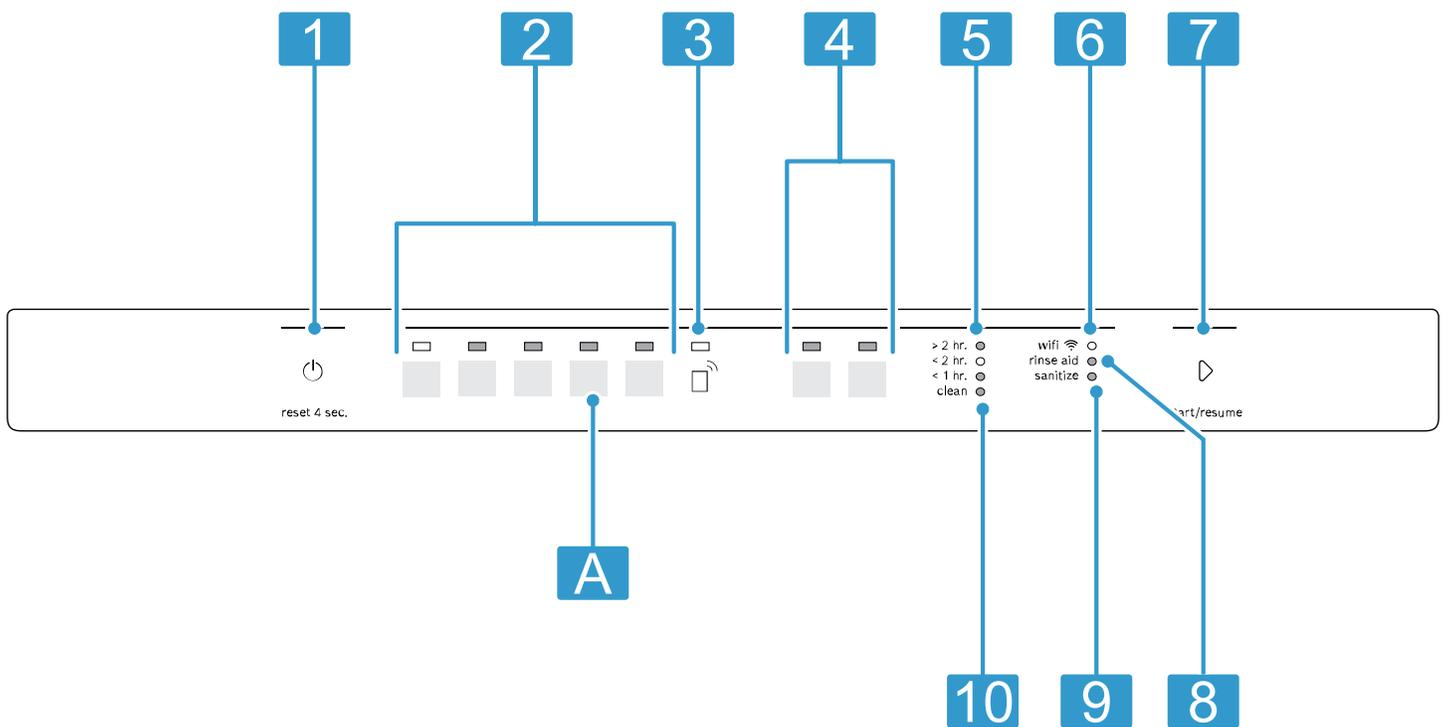 1 2 3 4 5 6 7
> 2 hr.
< 2 hr.
< 1 hr.
clean
wifi
rinse aid
sanitize
reset 4 sec.
art/resume
A
10 9 8